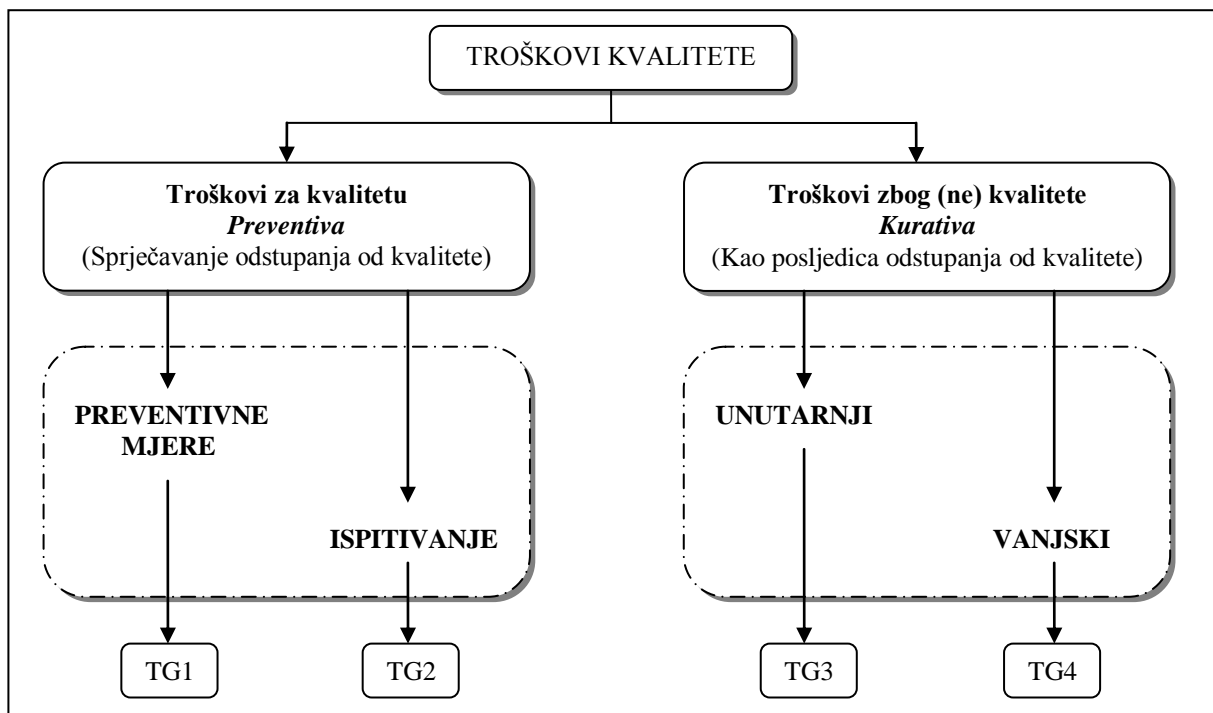 TROŠKOVI KVALITETE
Troškovi za kvalitetu
Preventiva
(Sprječavanje odstupanja od kvalitete)
Troškovi zbog (ne) kvalitete
Kurativa
(Kao posljedica odstupanja od kvalitete)
PREVENTIVNE
MJERE
ISPITIVANJE
UNUTARNJI
VANJSKI
TG1
TG2
TG3
TG4